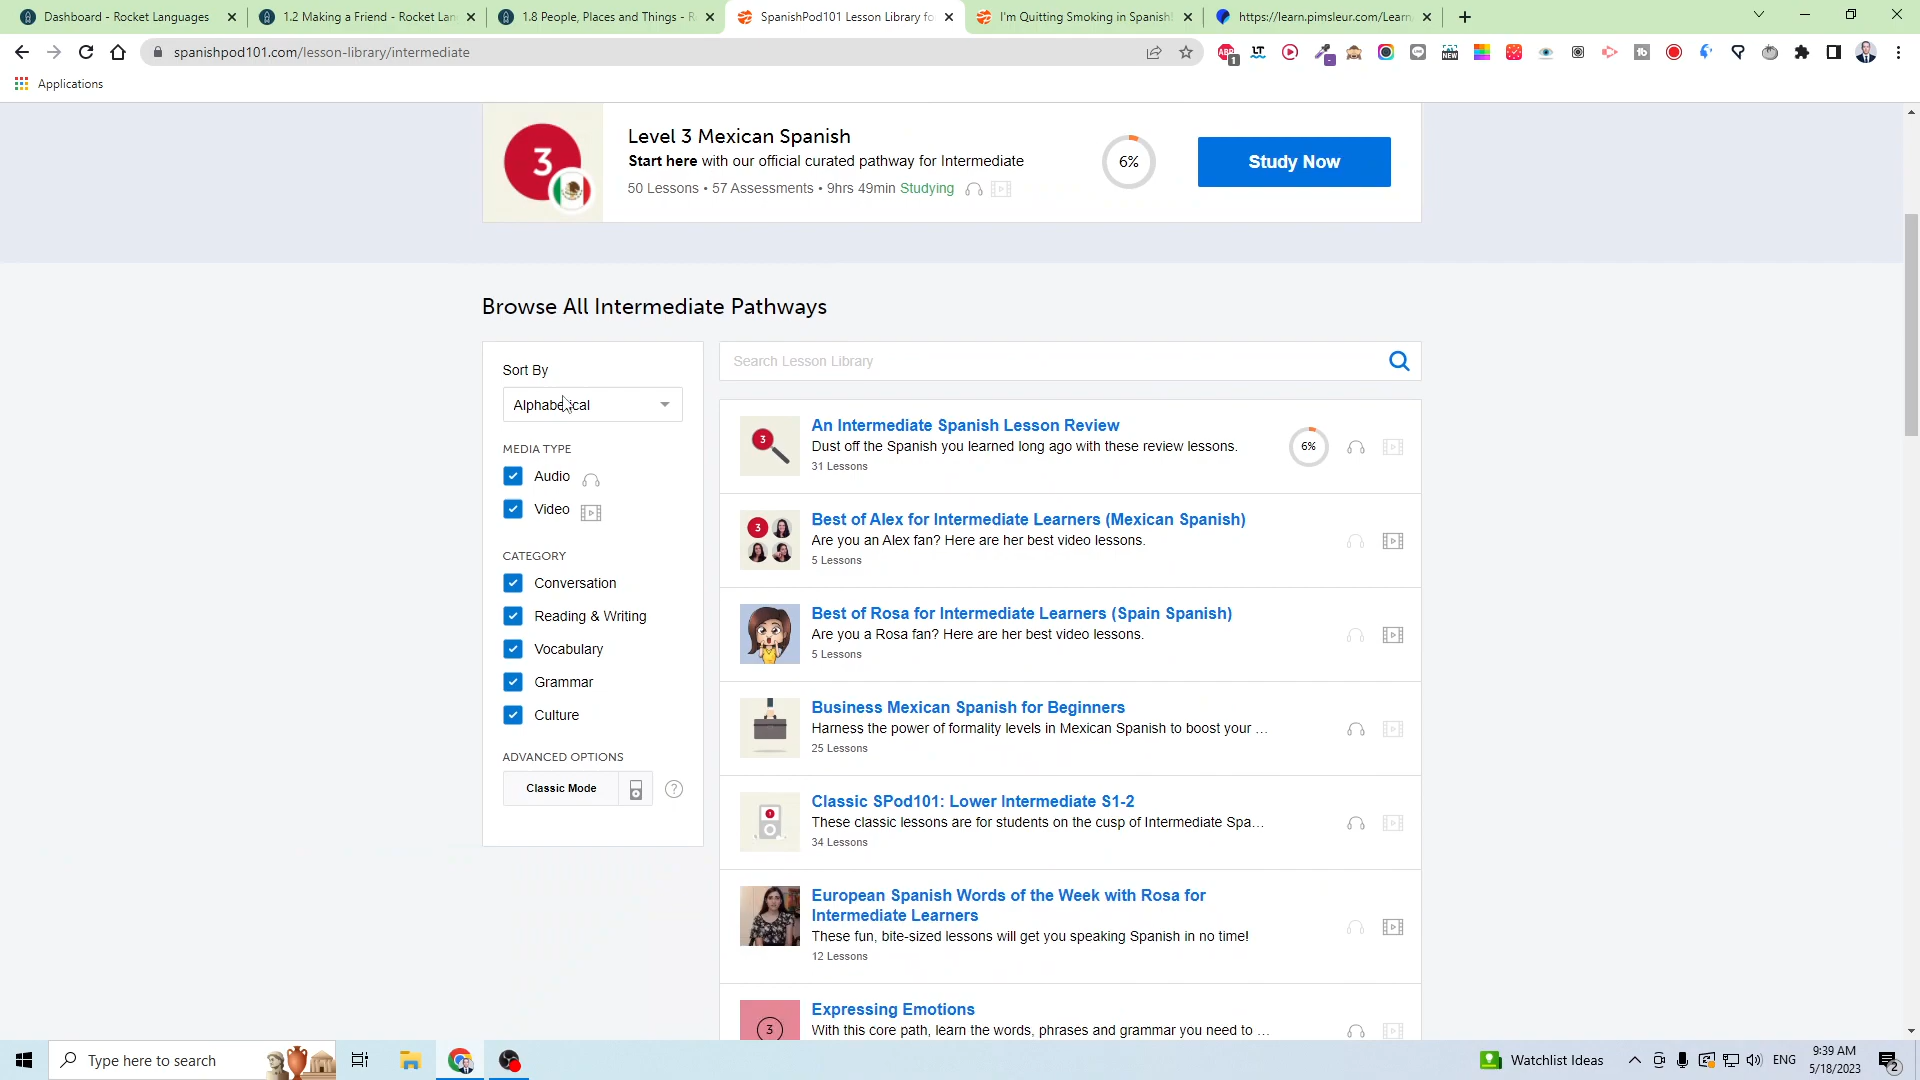 Dashboard - Rocket Languages
1.2 Making a Friend - Rocket Lan
1.8 People, Places and Things - R
SpanishPod101 Lesson Library fo
I'm Quitting Smoking in Spanish!
https://learn.pimsleur.com/Learn
spanishpod101.com/lesson-library/intermediate
Applications
3
Level 3 Mexican Spanish
Start here with our official curated pathway for Intermediate
50 Lessons • 57 Assessments • 9hrs 49min Studying
6%
Study Now
Browse All Intermediate Pathways
Sort By
Alphabetical
MEDIA TYPE
Audio
Video
CATEGORY
Conversation
Reading & Writing
Vocabulary
Grammar
Culture
ADVANCED OPTIONS
Classic Mode
?
Search Lesson Library
3
An Intermediate Spanish Lesson Review
Dust off the Spanish you learned long ago with these review lessons.
31 Lessons
6%
3
Best of Alex for Intermediate Learners (Mexican Spanish)
Are you an Alex fan? Here are her best video lessons.
5 Lessons
Best of Rosa for Intermediate Learners (Spain Spanish)
Are you a Rosa fan? Here are her best video lessons.
5 Lessons
Business Mexican Spanish for Beginners
Harness the power of formality levels in Mexican Spanish to boost your ...
25 Lessons
Classic SPod101: Lower Intermediate S1-2
These classic lessons are for students on the cusp of Intermediate Spa...
34 Lessons
European Spanish Words of the Week with Rosa for
Intermediate Learners
These fun, bite-sized lessons will get you speaking Spanish in no time!
12 Lessons
3
Expressing Emotions
With this core path, learn the words, phrases and grammar you need to ...
Type here to search
Watchlist Ideas
ENG
9:39 AM
5/18/2023
2